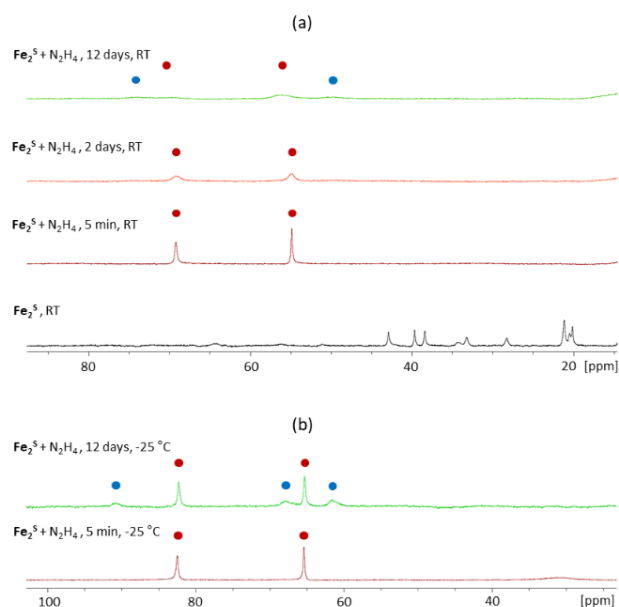 (a)
Fe₂ˢ + N₂H₄ , 12 days, RT
Fe₂ˢ + N₂H₄ , 2 days, RT
Fe₂ˢ + N₂H₄ , 5 min, RT
Fe₂ˢ , RT
80 60 40 20 [ppm]
(b)
Fe₂ˢ + N₂H₄, 12 days, -25 °C
Fe₂ˢ + N₂H₄ , 5 min, -25 °C
100 80 60 40 [ppm]